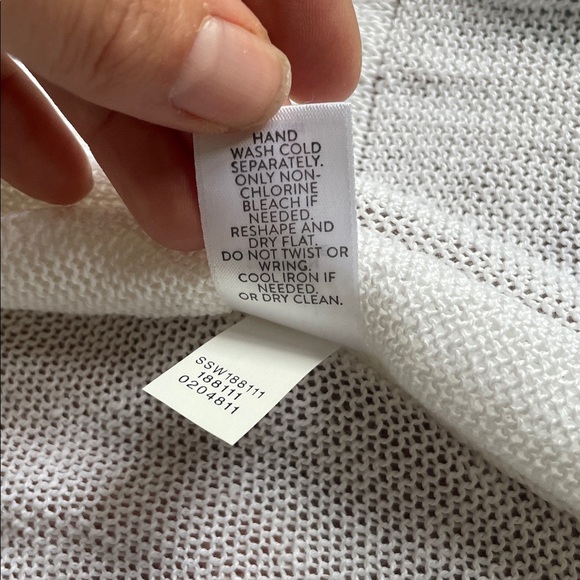 HAND
WASH COLD
SEPARATELY.
ONLY NON-
CHLORINE
BLEACH IF
NEEDED.
RESHAPE AND
DRY FLAT.
DO NOT TWIST OR
WRING.
COOL IRON IF
NEEDED.
OR DRY CLEAN.
SSW188111
188111
0204811